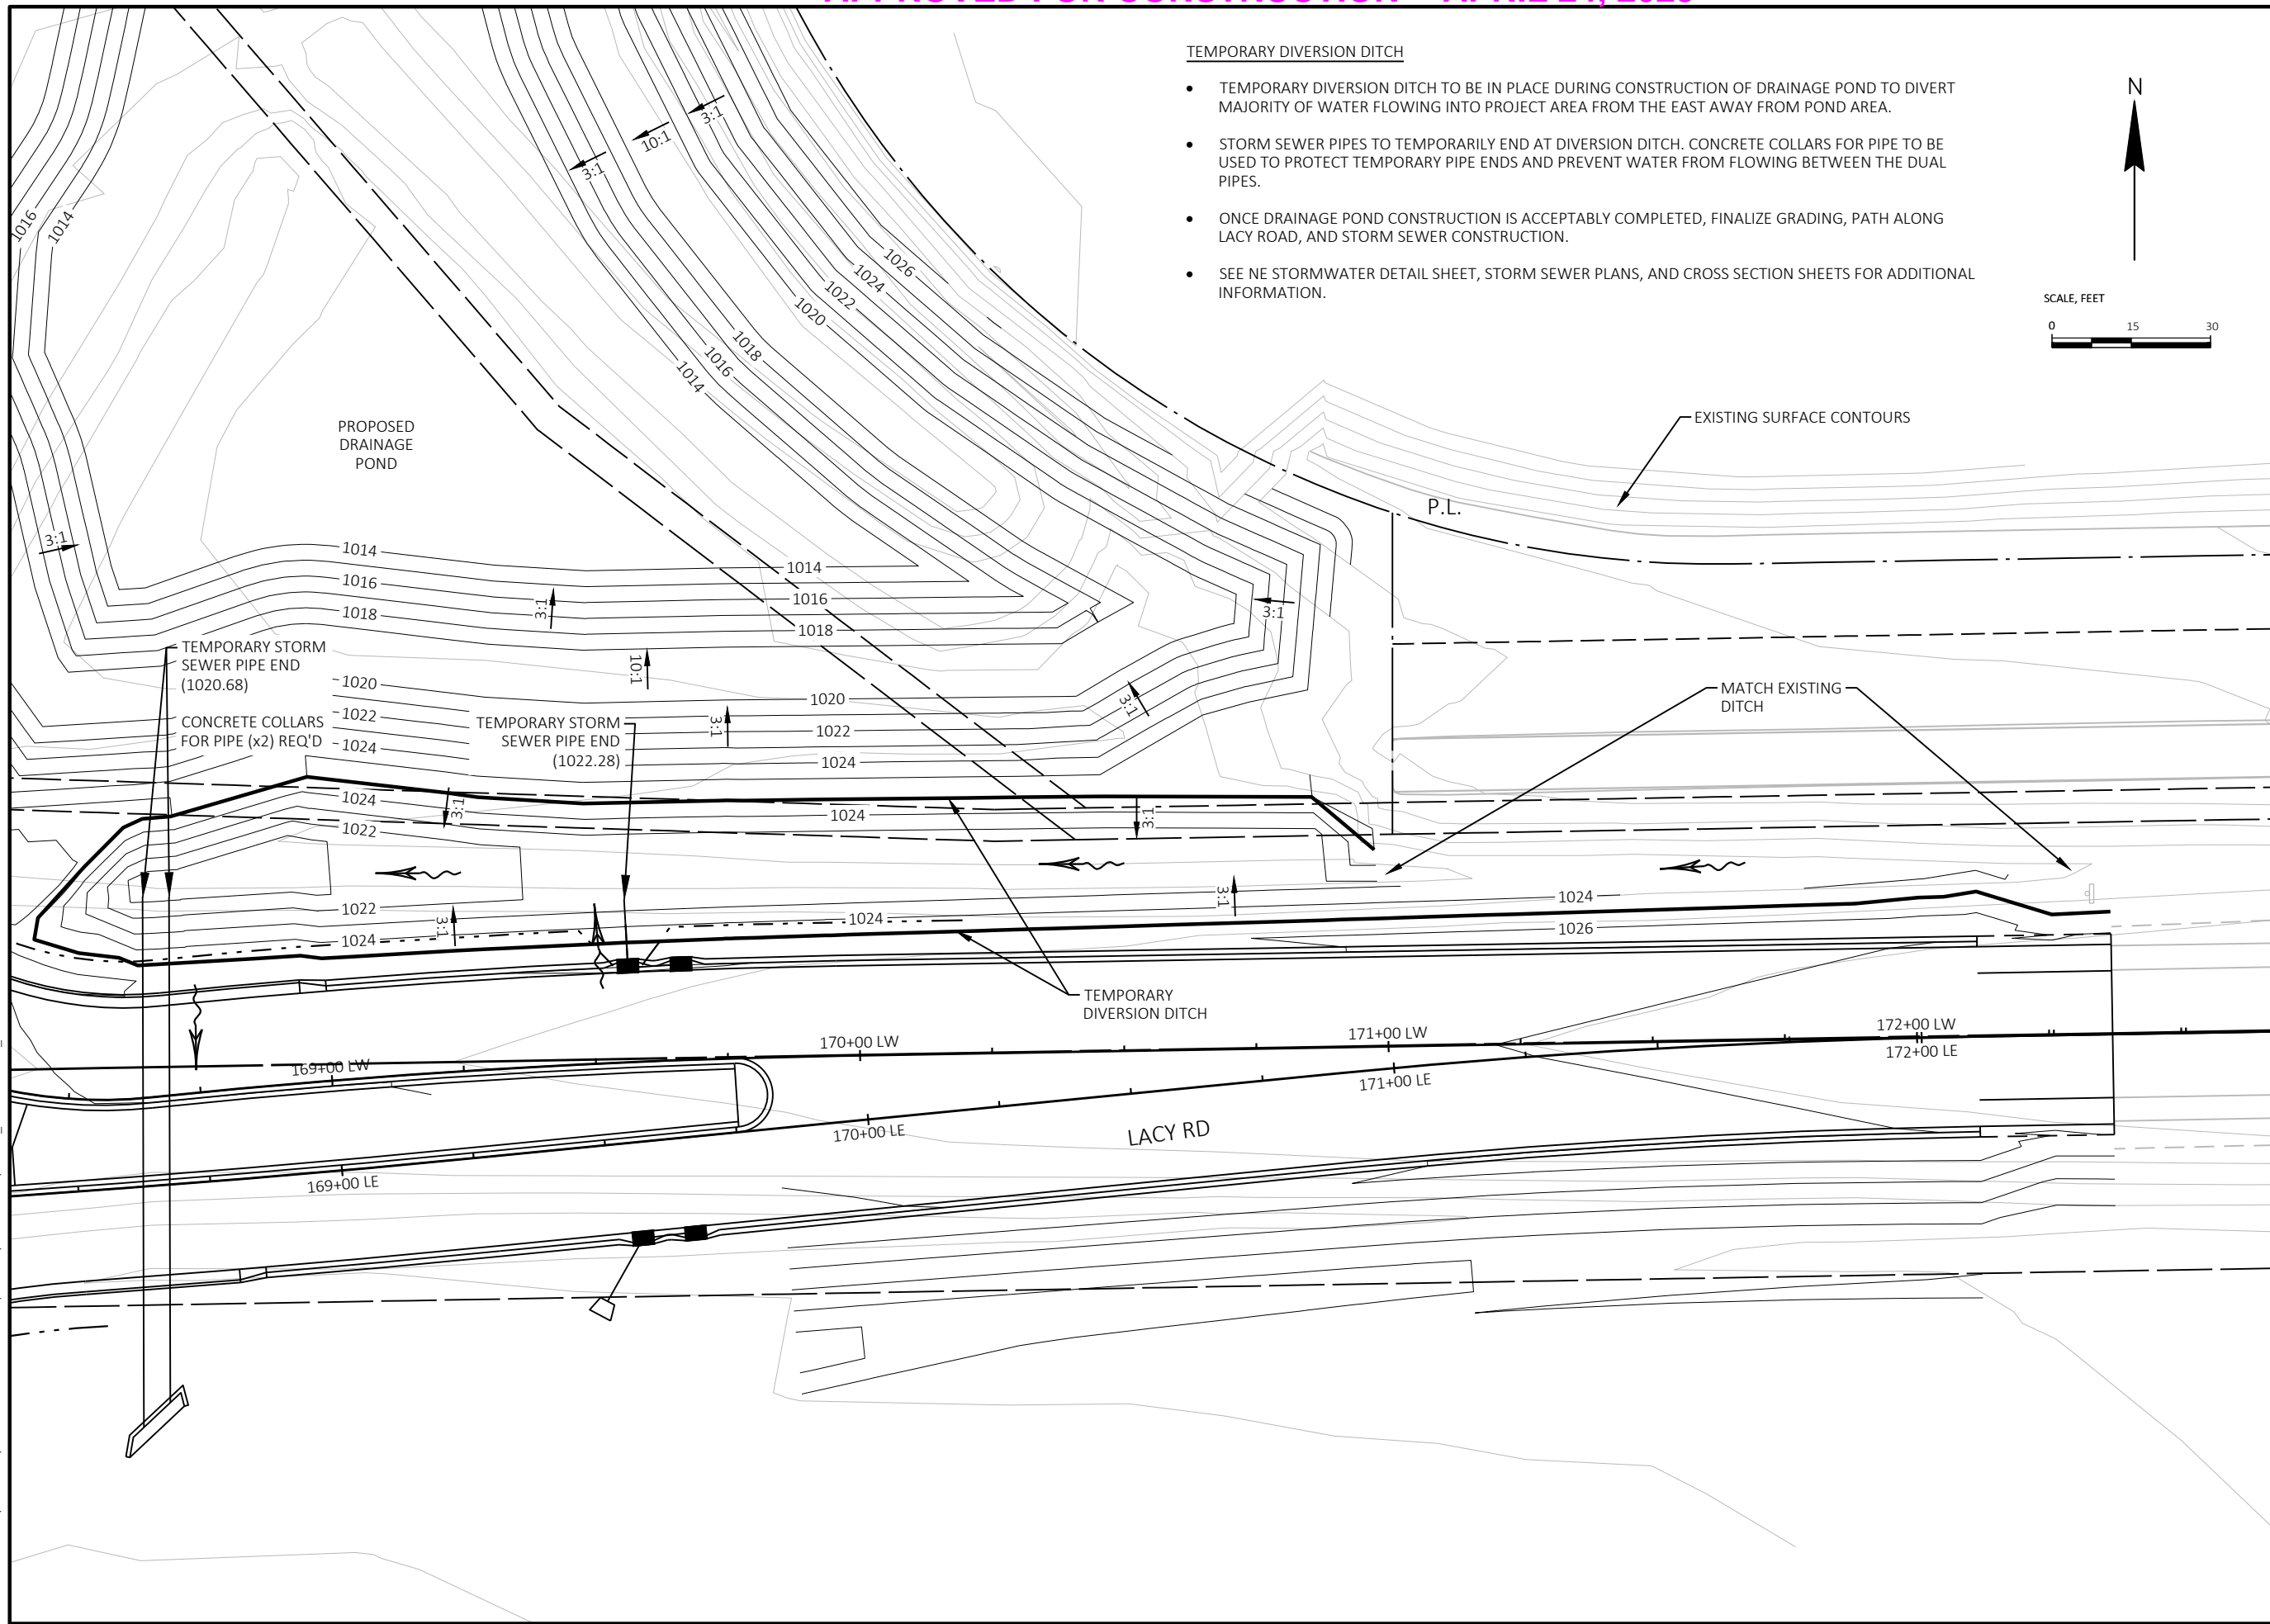 TEMPORARY DIVERSION DITCH
• TEMPORARY DIVERSION DITCH TO BE IN PLACE DURING CONSTRUCTION OF DRAINAGE POND TO DIVERT
MAJORITY OF WATER FLOWING INTO PROJECT AREA FROM THE EAST AWAY FROM POND AREA.
• STORM SEWER PIPES TO TEMPORARILY END AT DIVERSION DITCH. CONCRETE COLLARS FOR PIPE TO BE
USED TO PROTECT TEMPORARY PIPE ENDS AND PREVENT WATER FROM FLOWING BETWEEN THE DUAL
PIPES.
• ONCE DRAINAGE POND CONSTRUCTION IS ACCEPTABLY COMPLETED, FINALIZE GRADING, PATH ALONG
LACY ROAD, AND STORM SEWER CONSTRUCTION.
• SEE NE STORMWATER DETAIL SHEET, STORM SEWER PLANS, AND CROSS SECTION SHEETS FOR ADDITIONAL
INFORMATION.
N
SCALE, FEET
0 15 30
3:1
10:1
3:1
1016
1014
1026
1024
1022
1020
1018
1016
1014
EXISTING SURFACE CONTOURS
PROPOSED
DRAINAGE
POND
P.L.
3:1
1014
1016
1018
3:1
1014
1016
1018
3:1
TEMPORARY STORM
SEWER PIPE END
(1020.68)
10:1
1020
1022
1024
CONCRETE COLLARS
FOR PIPE (x2) REQ'D
TEMPORARY STORM
SEWER PIPE END
(1022.28)
3:1
1020
1022
1024
3:1
MATCH EXISTING
DITCH
1024
1022
3:1
1024
3:1
1022
1024
3:1
1024
3:1
1024
1026
TEMPORARY
DIVERSION DITCH
169+00 LW
170+00 LW
171+00 LW
172+00 LW
172+00 LE
171+00 LE
170+00 LE
169+00 LE
LACY RD